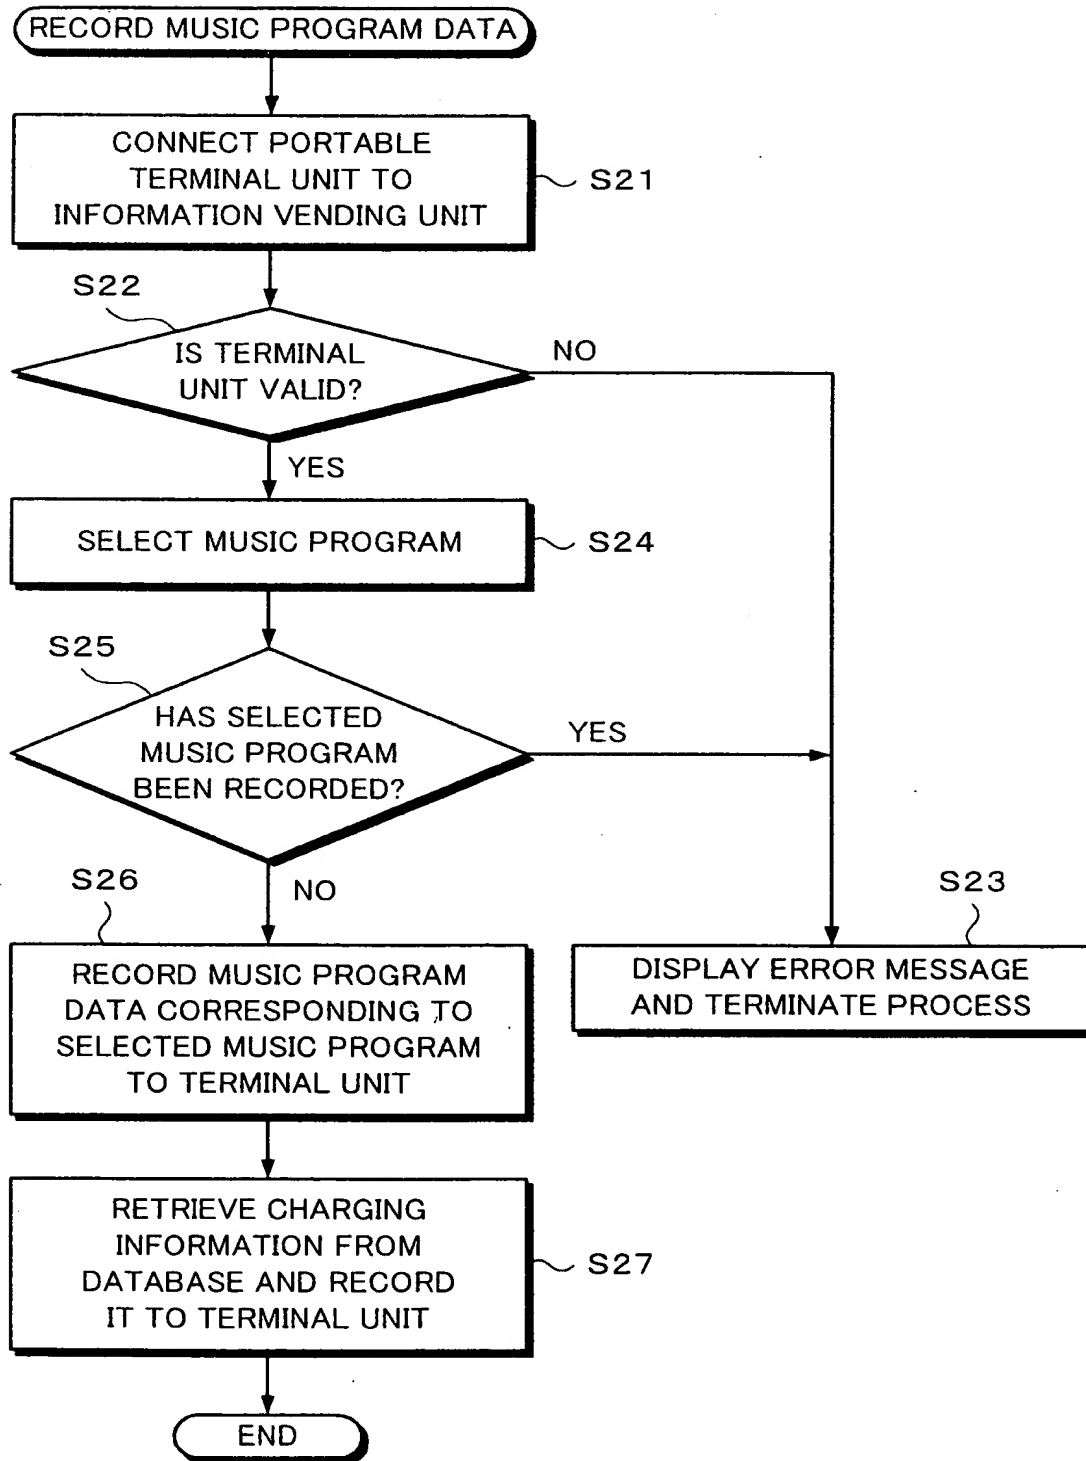 RECORD MUSIC PROGRAM DATA
CONNECT PORTABLE
TERMINAL UNIT TO
INFORMATION VENDING UNIT
S21
S22
IS TERMINAL
UNIT VALID?
NO
YES
SELECT MUSIC PROGRAM
S24
S25
HAS SELECTED
MUSIC PROGRAM
BEEN RECORDED?
YES
NO
S26
RECORD MUSIC PROGRAM
DATA CORRESPONDING TO
SELECTED MUSIC PROGRAM
TO TERMINAL UNIT
S23
DISPLAY ERROR MESSAGE
AND TERMINATE PROCESS
RETRIEVE CHARGING
INFORMATION FROM
DATABASE AND RECORD
IT TO TERMINAL UNIT
S27
END